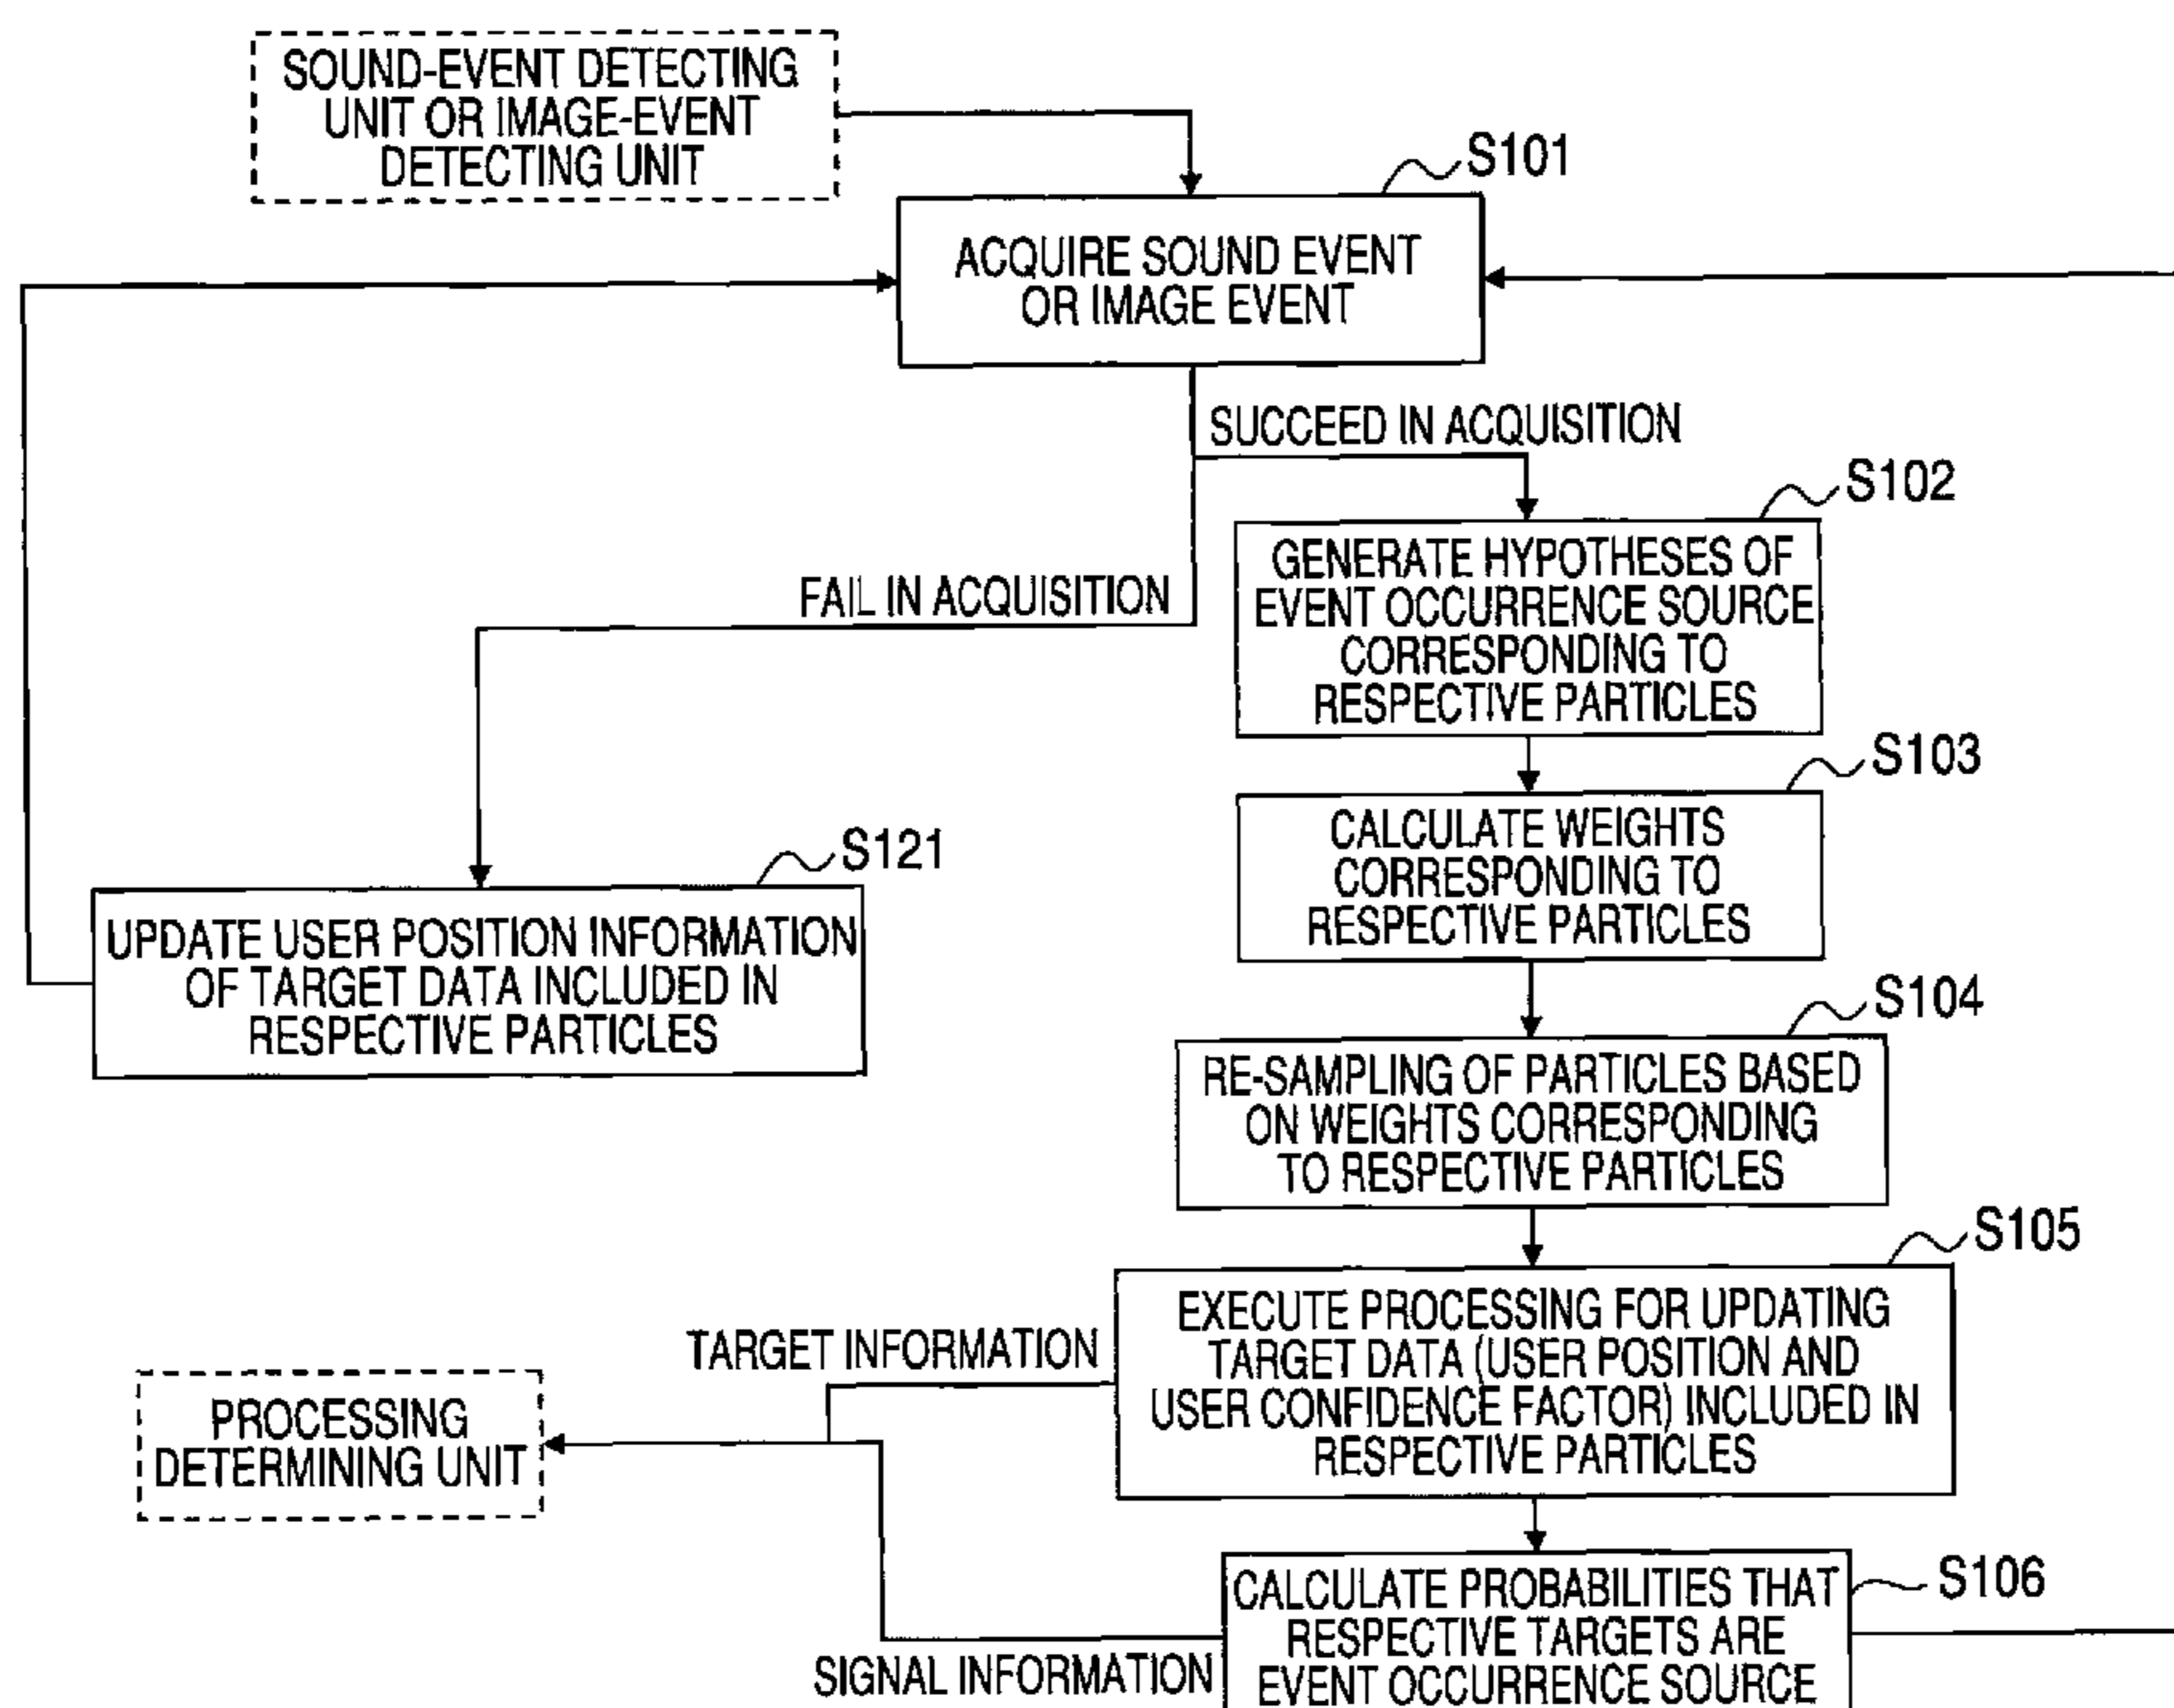 SOUND-EVENT DETECTING
UNIT OR IMAGE-EVENT
DETECTING UNIT
S101
ACQUIRE SOUND EVENT
OR IMAGE EVENT
SUCCEED IN ACQUISITION
S102
GENERATE HYPOTHESES OF
EVENT OCCURRENCE SOURCE
CORRESPONDING TO
RESPECTIVE PARTICLES
FAIL IN ACQUISITION
S103
CALCULATE WEIGHTS
CORRESPONDING TO
RESPECTIVE PARTICLES
S121
UPDATE USER POSITION INFORMATION
OF TARGET DATA INCLUDED IN
RESPECTIVE PARTICLES
S104
RE-SAMPLING OF PARTICLES BASED
ON WEIGHTS CORRESPONDING
TO RESPECTIVE PARTICLES
S105
EXECUTE PROCESSING FOR UPDATING
TARGET DATA (USER POSITION AND
USER CONFIDENCE FACTOR) INCLUDED IN
RESPECTIVE PARTICLES
TARGET INFORMATION
PROCESSING
DETERMINING UNIT
S106
CALCULATE PROBABILITIES THAT
RESPECTIVE TARGETS ARE
EVENT OCCURRENCE SOURCE
SIGNAL INFORMATION